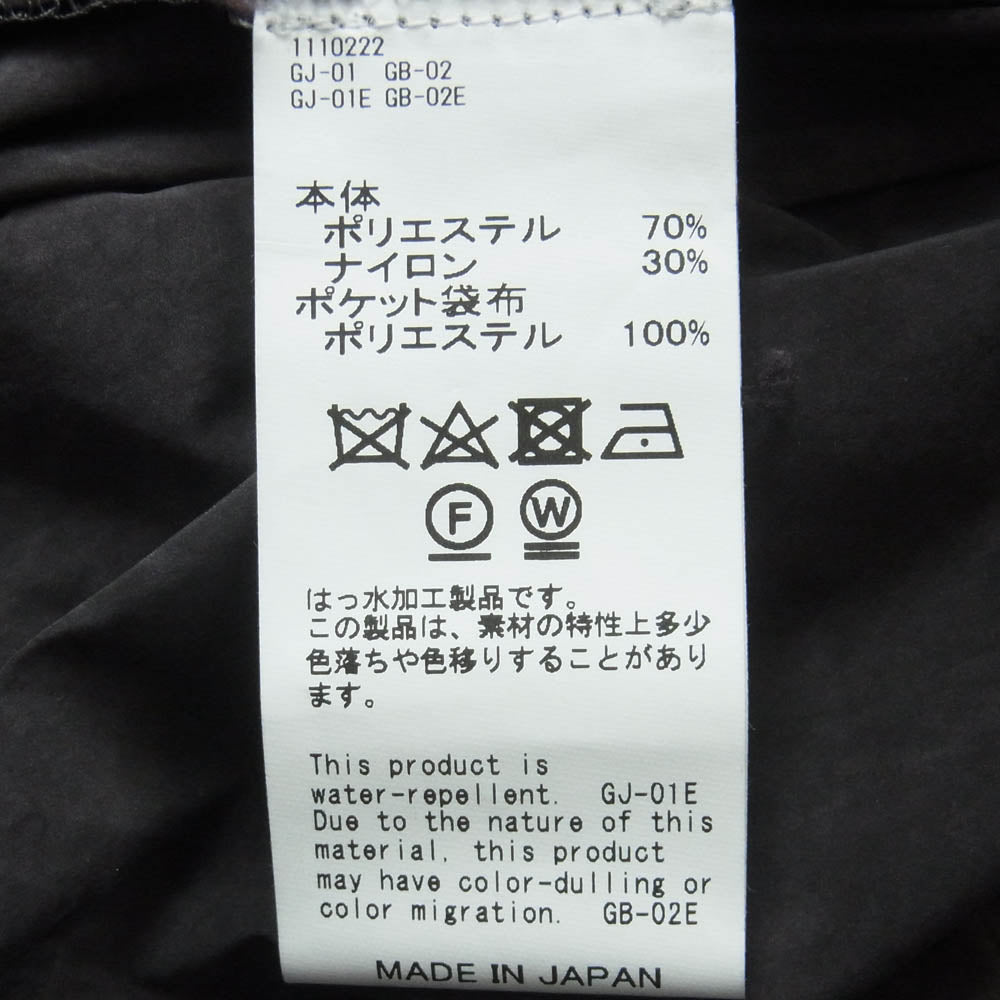 1110222
GJ-01 GB-02
GJ-01E GB-02E
本体
ポリエステル 70%
ナイロン 30%
ポケット袋布
ポリエステル 100%
F W
はっ水加工製品です。
この製品は、素材の特性上多少
色落ちや色移りすることがあり
ます。
This product is
water-repellent. GJ-01E
Due to the nature of this
material, this product
may have color-dulling or
color migration. GB-02E
MADE IN JAPAN